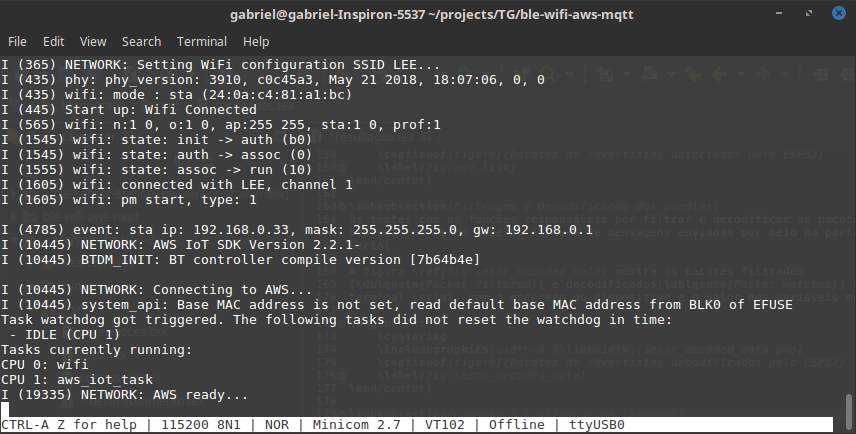 gabriel@gabriel-Inspiron-5537 ~/projects/TG/ble-wifi-aws-mqtt
File Edit View Search Terminal Help
I (365) NETWORK: Setting WiFi configuration SSID LEE...
I (435) phy: phy_version: 3910, c0c45a3, May 21 2018, 18:07:06, 0, 0
I (435) wifi: mode : sta (24:0a:c4:81:a1:bc)
I (445) Start up: Wifi Connected
I (565) wifi: n:1 0, o:1 0, ap:255 255, sta:1 0, prof:1
I (1545) wifi: state: init -> auth (b0)
I (1545) wifi: state: auth -> assoc (0)
I (1555) wifi: state: assoc -> run (10)
I (1605) wifi: connected with LEE, channel 1
I (1605) wifi: pm start, type: 1
I (4785) event: sta ip: 192.168.0.33, mask: 255.255.255.0, gw: 192.168.0.1
I (10445) NETWORK: AWS IoT SDK Version 2.2.1-
I (10445) BTDM_INIT: BT controller compile version [7b64b4e]
I (10445) NETWORK: Connecting to AWS...
I (10445) system_api: Base MAC address is not set, read default base MAC address from BLK0 of EFUSE
Task watchdog got triggered. The following tasks did not reset the watchdog in time:
 - IDLE (CPU 1)
Tasks currently running:
CPU 0: wifi
CPU 1: aws_iot_task
I (19335) NETWORK: AWS ready...
CTRL-A Z for help | 115200 8N1 | NOR | Minicom 2.7 | VT102 | Offline | ttyUSB0